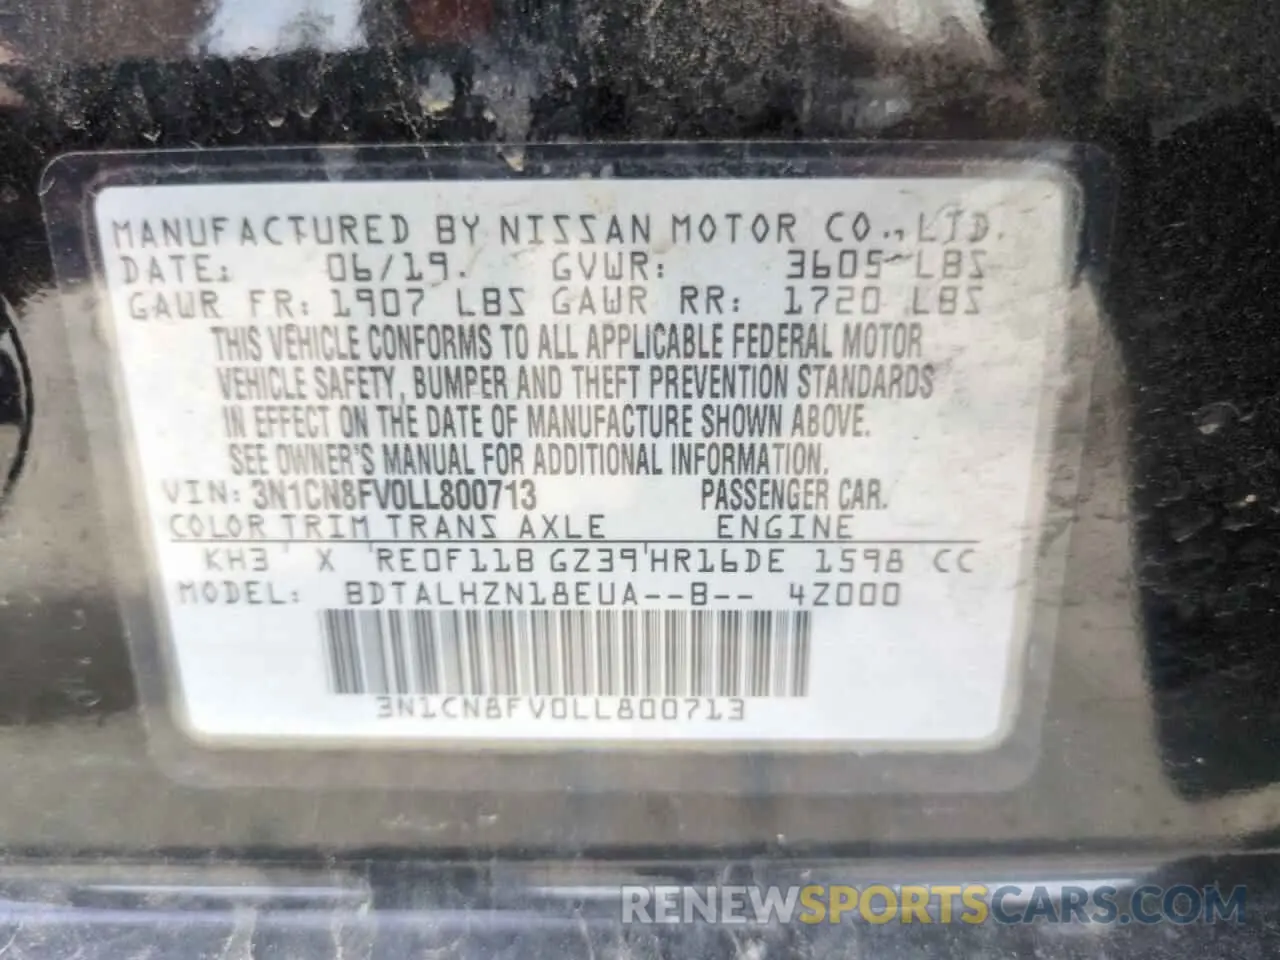 MANUFACTURED BY NISSAN MOTOR CO., LTD.
DATE: 06/19. GVWR: 3605 LBS
GAWR FR: 1907 LBS GAWR RR: 1720 LBS
THIS VEHICLE CONFORMS TO ALL APPLICABLE FEDERAL MOTOR
VEHICLE SAFETY, BUMPER AND THEFT PREVENTION STANDARDS
IN EFFECT ON THE DATE OF MANUFACTURE SHOWN ABOVE.
SEE OWNER'S MANUAL FOR ADDITIONAL INFORMATION.
VIN: 3N1CN8FV0LL800713 PASSENGER CAR.
COLOR TRIM TRANS AXLE ENGINE
KH3 X RE0F11B GZ39 HR16DE 1598 CC
MODEL: BDTALHZN18EUA--B-- 4Z000
3N1CN8FV0LL800713
RENEWSPORTSCARS.COM